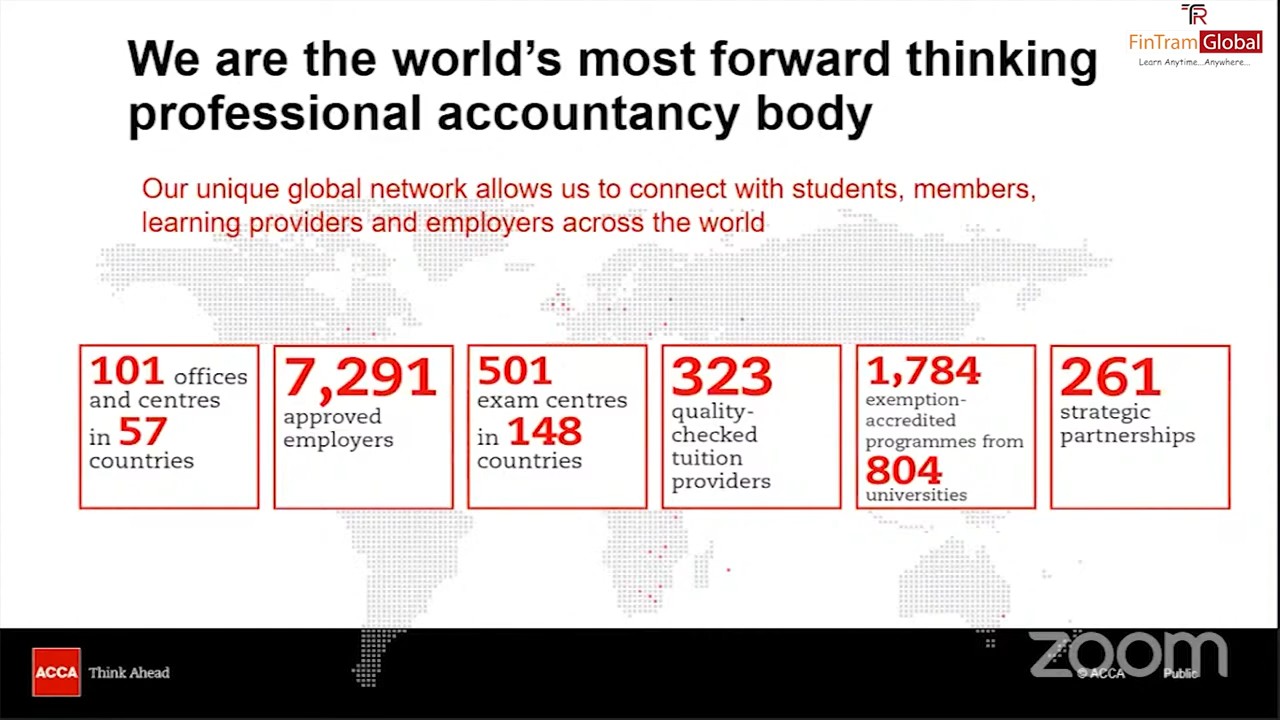 We are the world's most forward thinking
professional accountancy body
FR
FinTram Global
Learn Anytime...Anywhere...
Our unique global network allows us to connect with students, members,
learning providers and employers across the world
101 offices
and centres
in 57
countries
7,291
approved
employers
501
exam centres
in 148
countries
323
quality-
checked
tuition
providers
1,784
exemption-
accredited
programmes from
804
universities
261
strategic
partnerships
ACCA Think Ahead
zoom
© ACCA Public